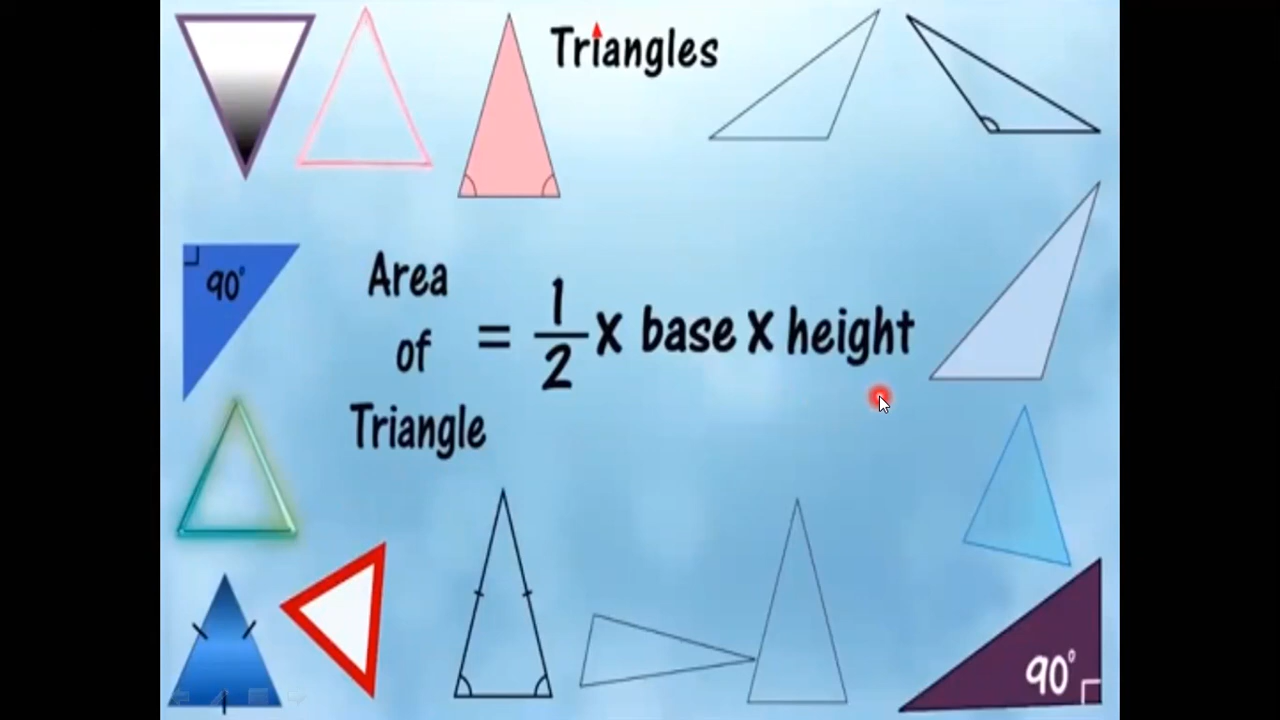 Triangles
90°
Area
of
Triangle
= 1/2 x base x height
90°